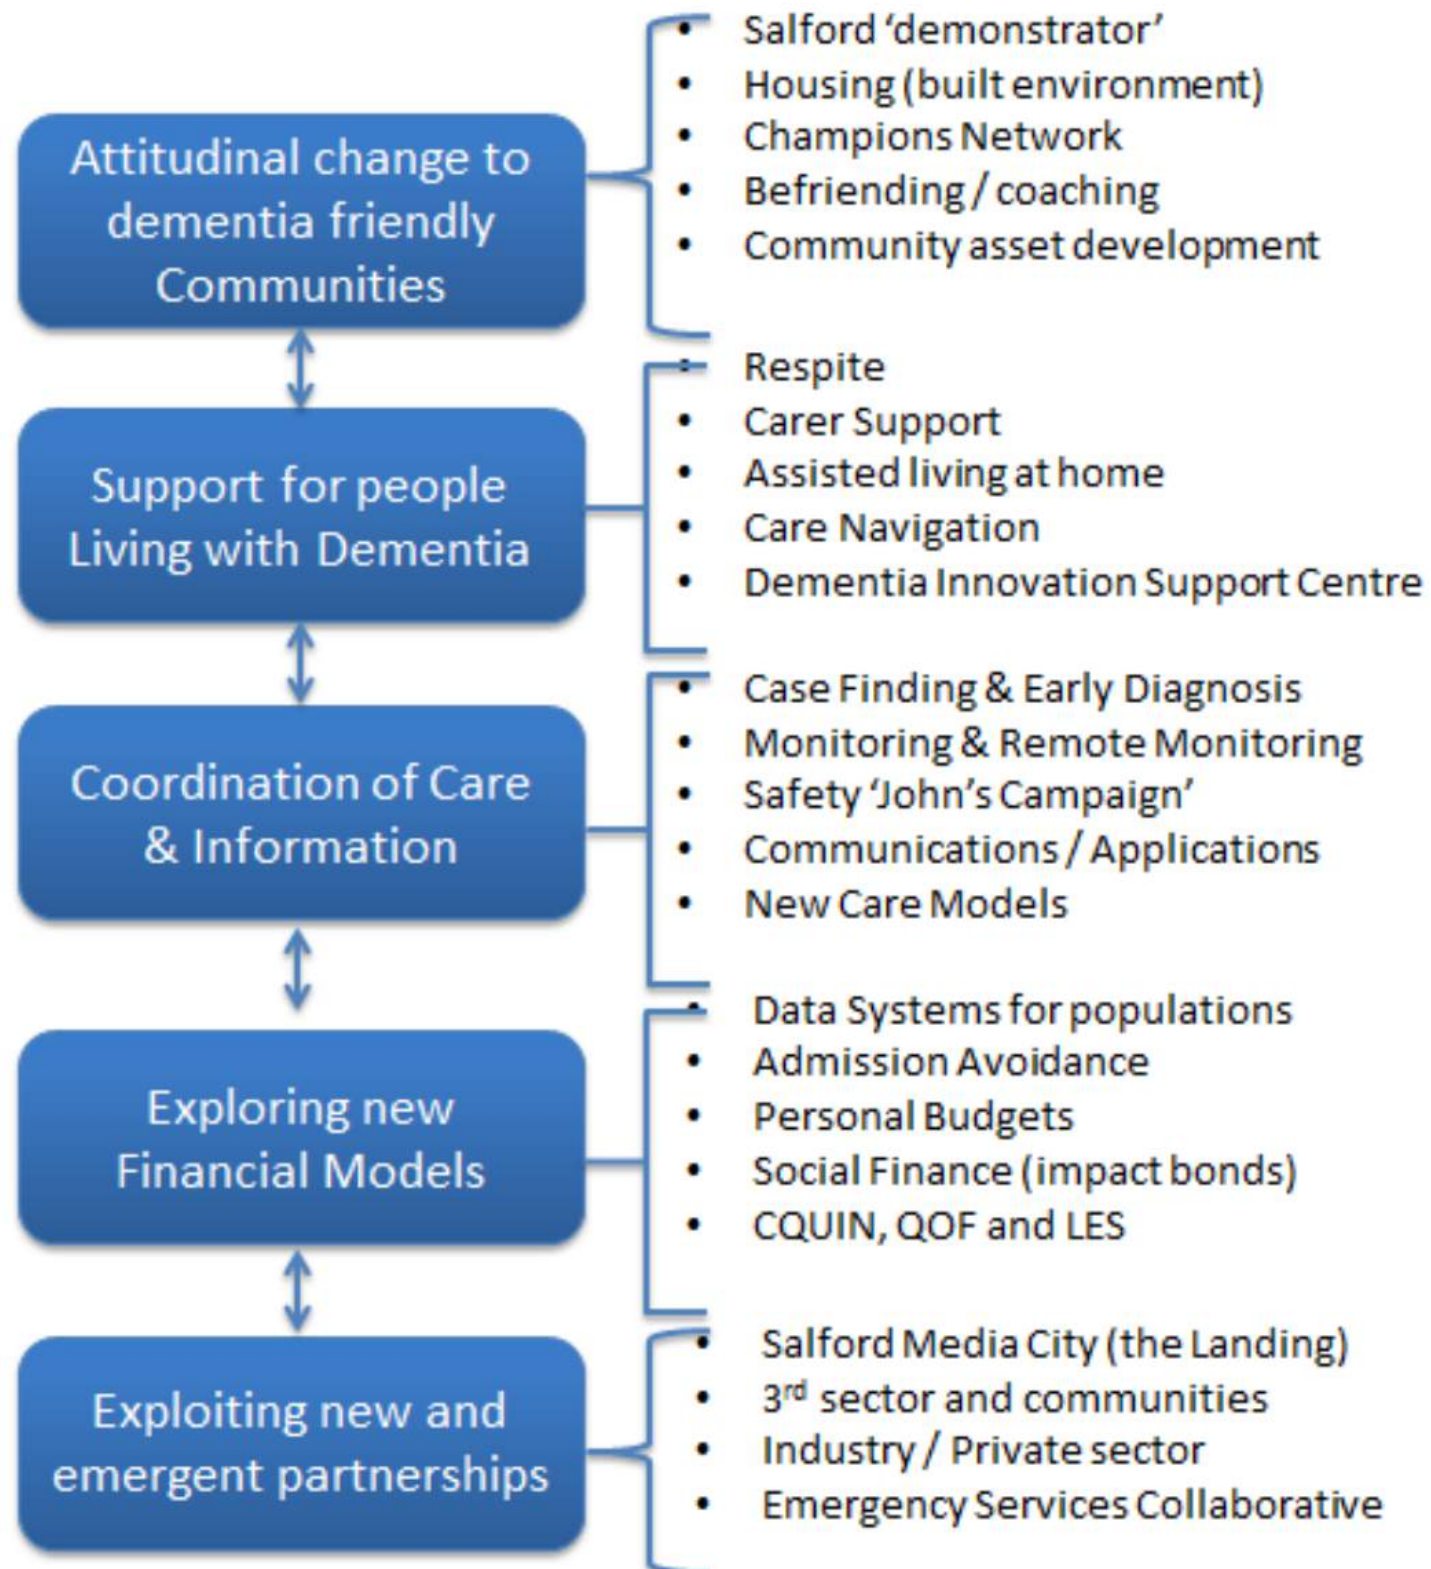 Attitudinal change to
dementia friendly
Communities
• Salford ‘demonstrator’
• Housing (built environment)
• Champions Network
• Befriending / coaching
• Community asset development
Support for people
Living with Dementia
• Respite
• Carer Support
• Assisted living at home
• Care Navigation
• Dementia Innovation Support Centre
Coordination of Care
& Information
• Case Finding & Early Diagnosis
• Monitoring & Remote Monitoring
• Safety ‘John’s Campaign’
• Communications / Applications
• New Care Models
Exploring new
Financial Models
• Data Systems for populations
• Admission Avoidance
• Personal Budgets
• Social Finance (impact bonds)
• CQUIN, QOF and LES
Exploiting new and
emergent partnerships
• Salford Media City (the Landing)
• 3rd sector and communities
• Industry / Private sector
• Emergency Services Collaborative